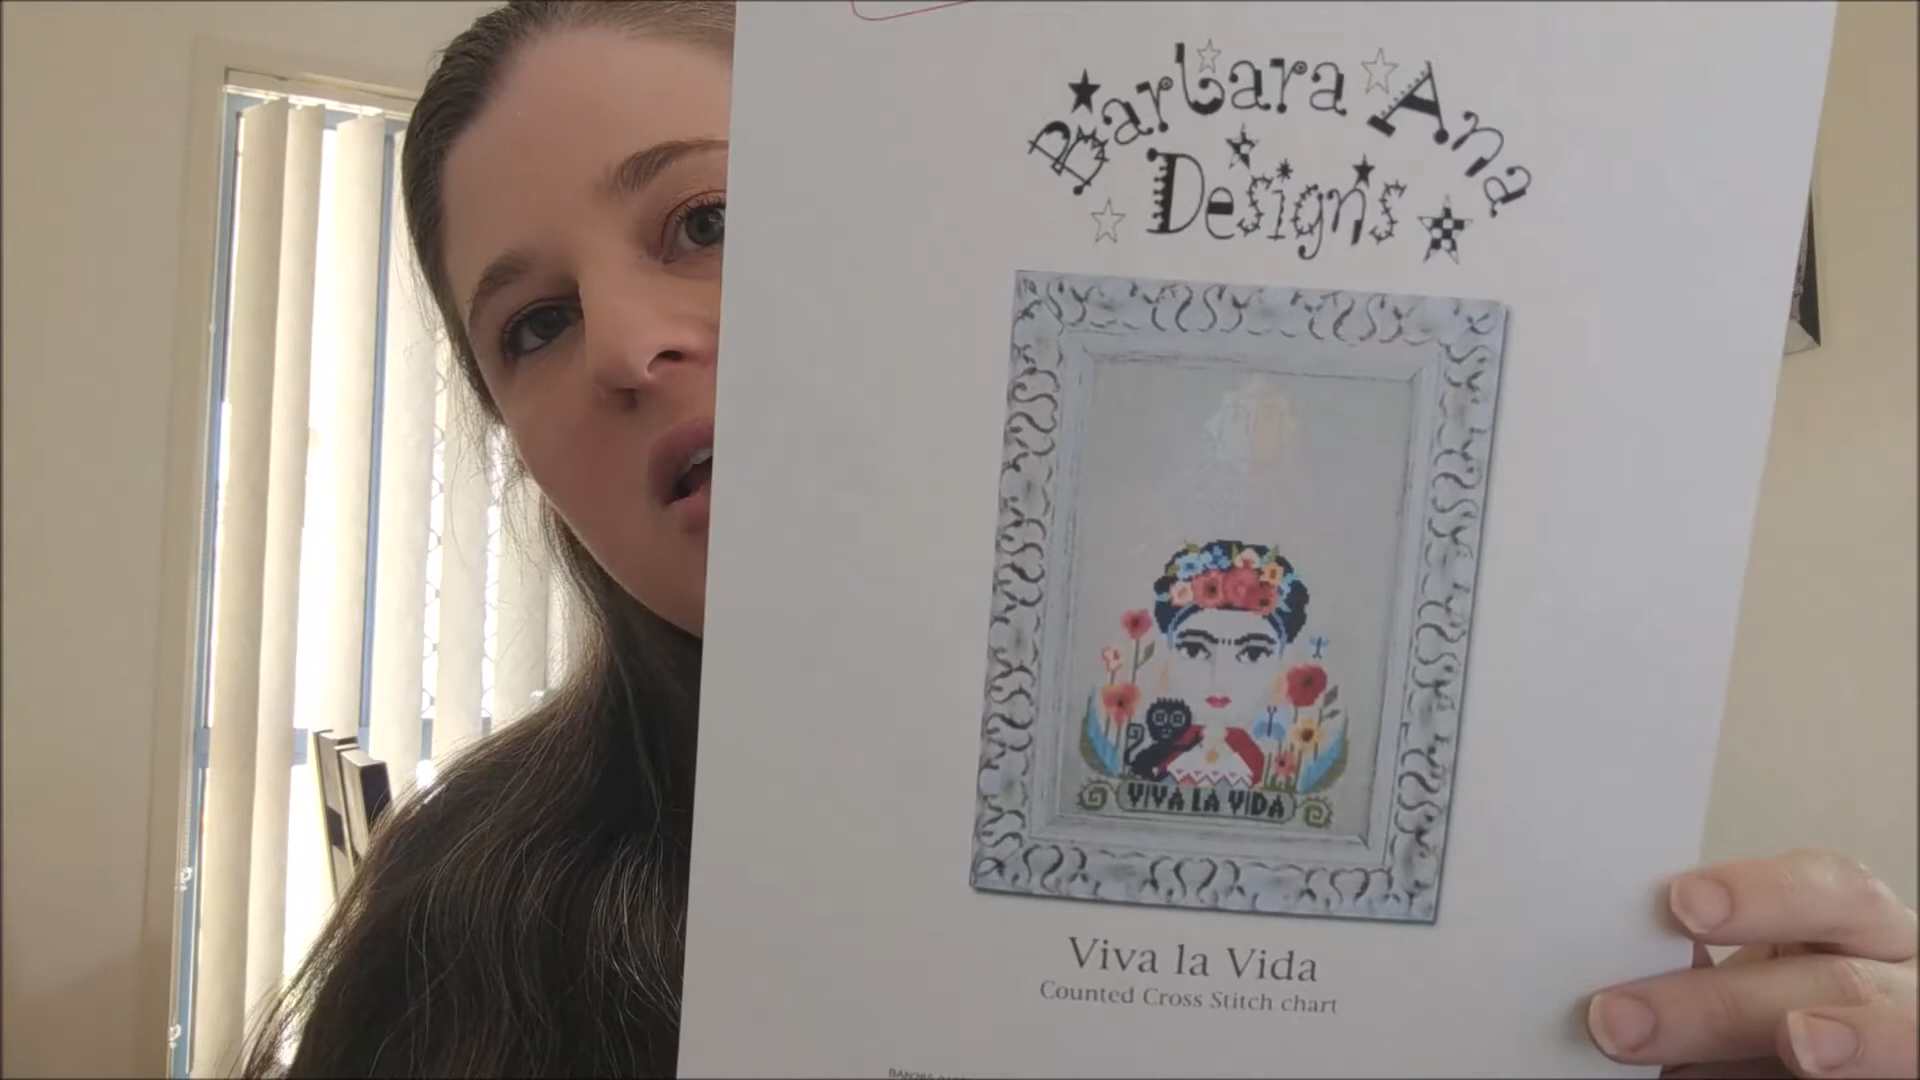 Barbara Ana
Designs
VIVA LA VIDA
Viva la Vida
Counted Cross Stitch chart